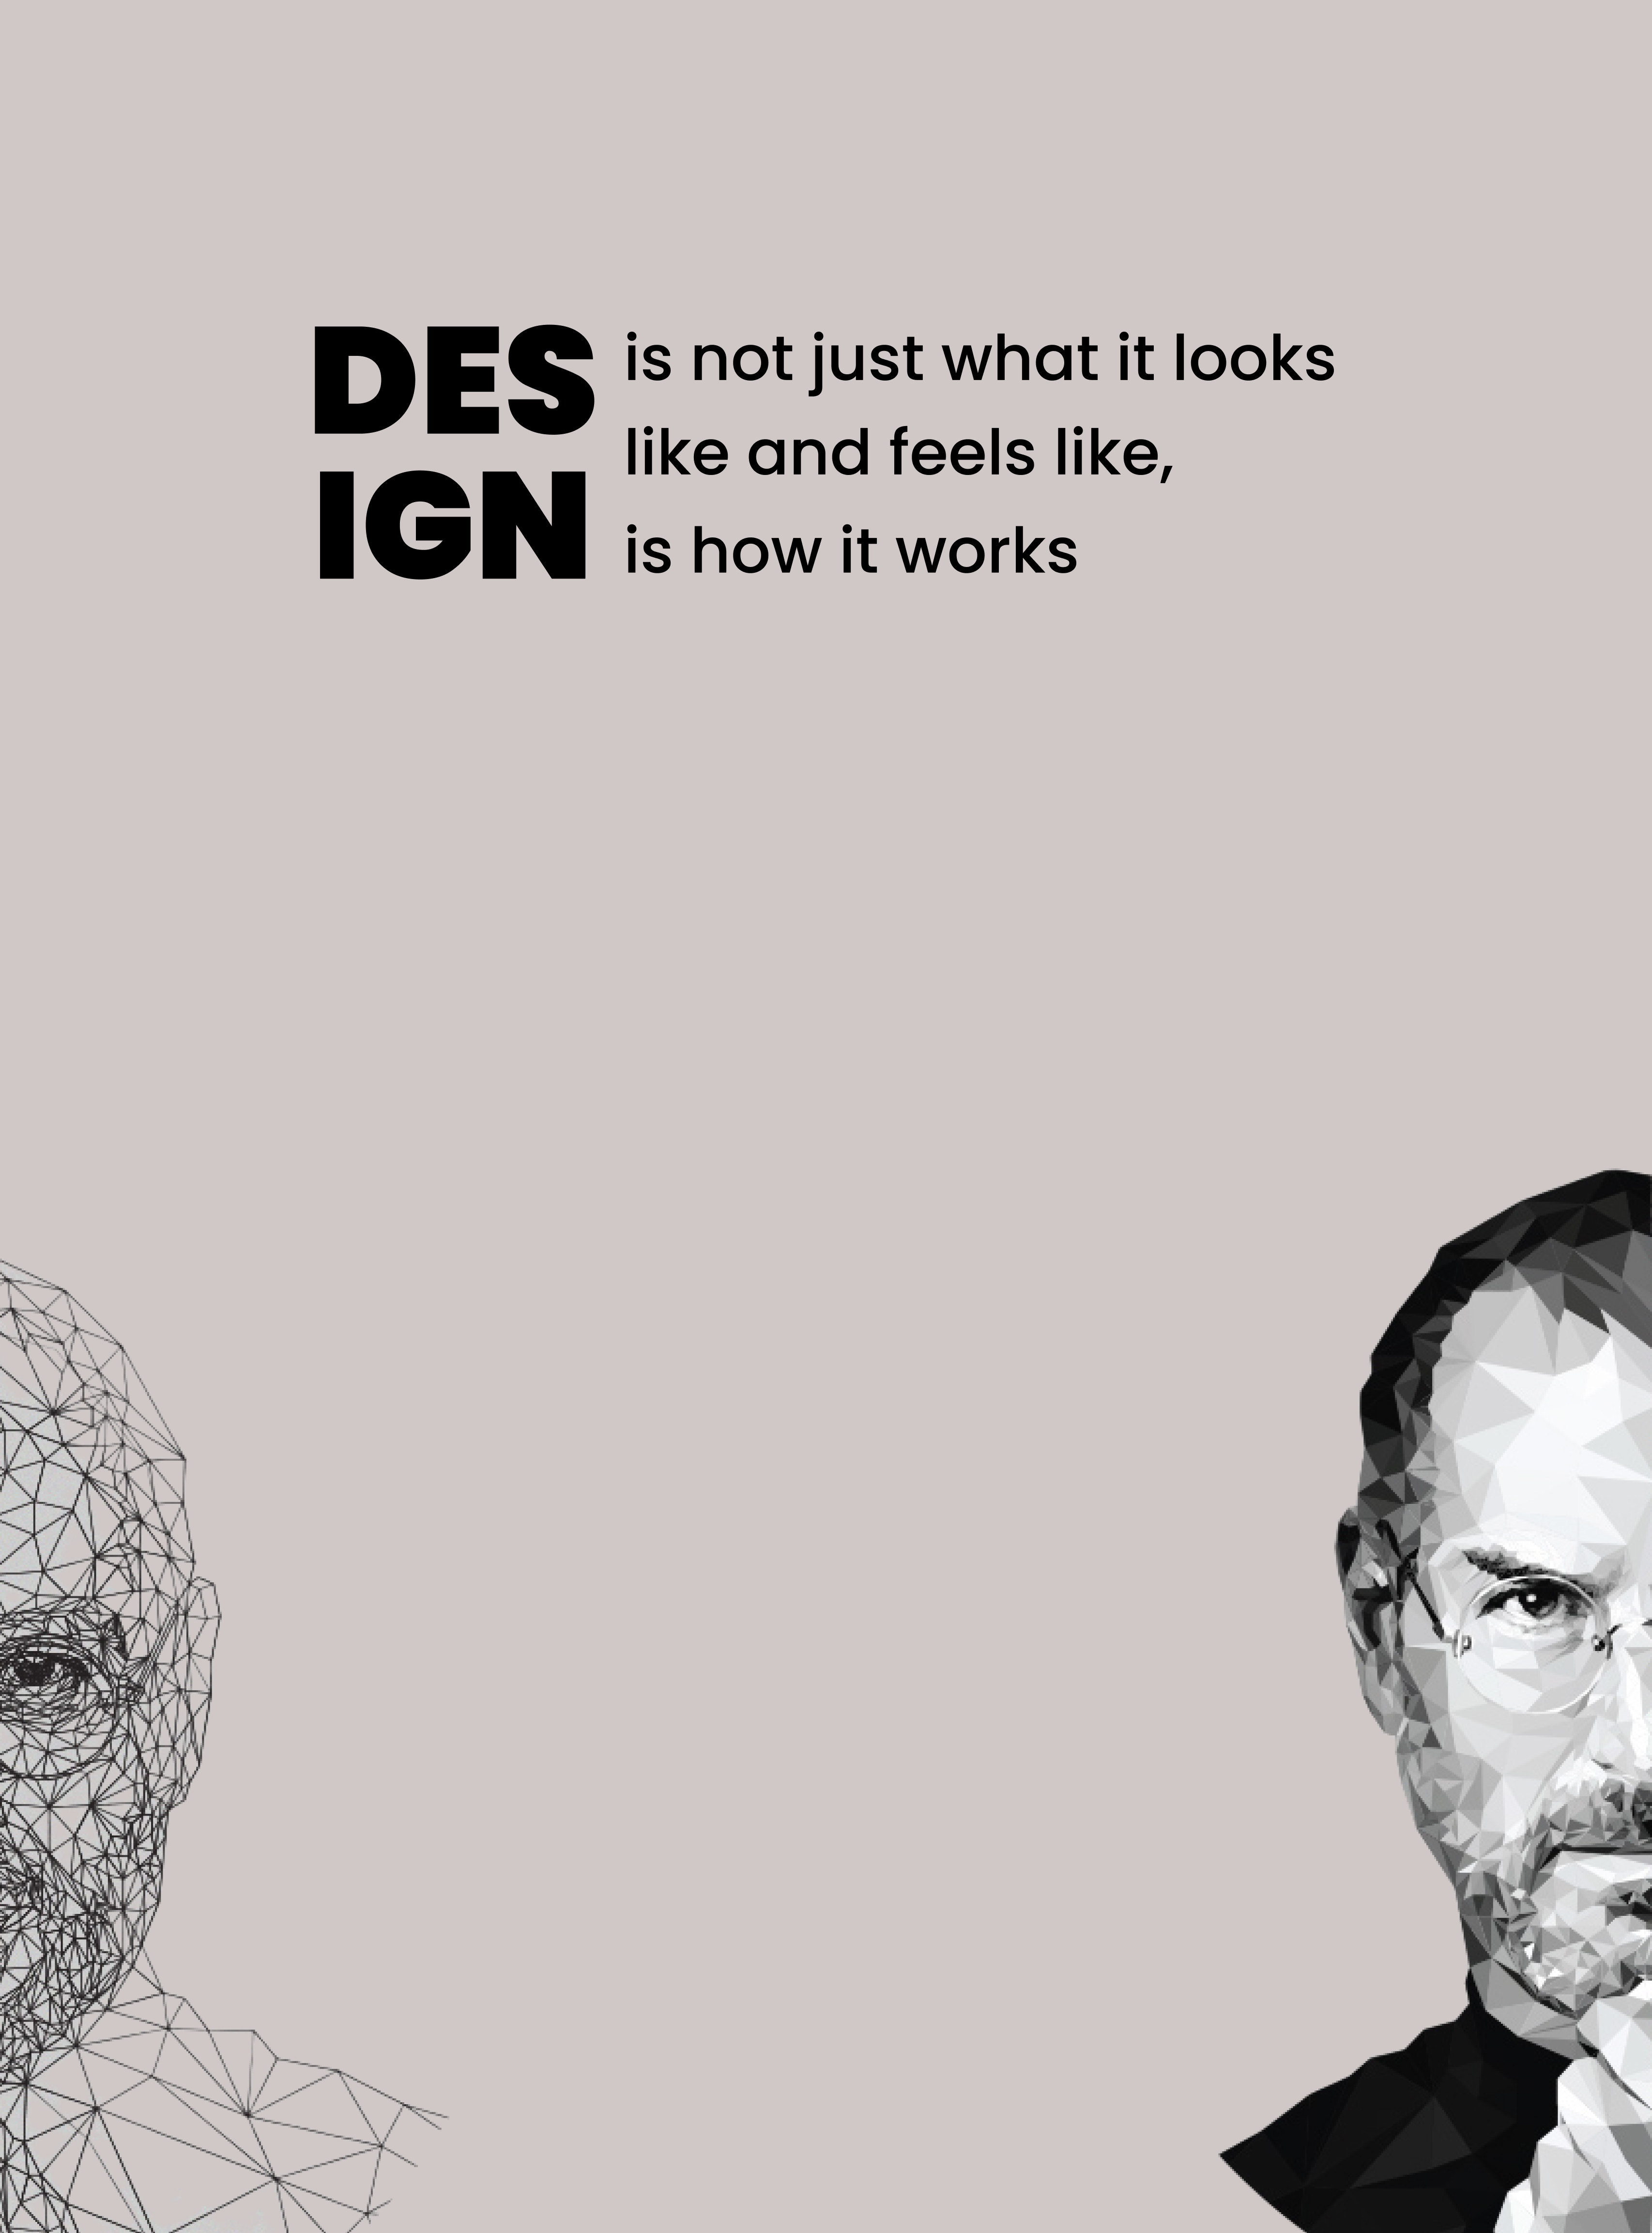 DES
IGN
is not just what it looks
like and feels like,
is how it works